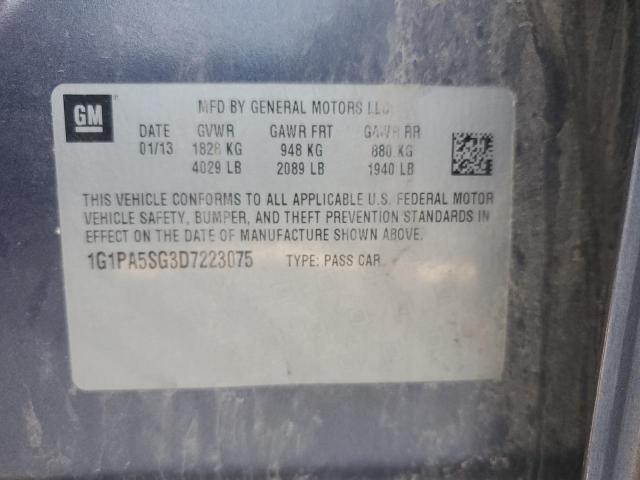 GM
MFD BY GENERAL MOTORS LLC
DATE GVWR GAWR FRT GAWR RR
01/13 1828 KG 948 KG 880 KG
4029 LB 2089 LB 1940 LB
THIS VEHICLE CONFORMS TO ALL APPLICABLE U.S. FEDERAL MOTOR
VEHICLE SAFETY, BUMPER, AND THEFT PREVENTION STANDARDS IN
EFFECT ON THE DATE OF MANUFACTURE SHOWN ABOVE.
1G1PA5SG3D7223075 TYPE: PASS CAR